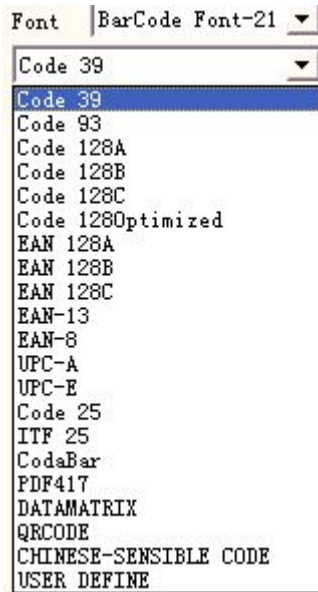 Font BarCode Font-21
Code 39
Code 39
Code 93
Code 128A
Code 128B
Code 128C
Code 128Optimized
EAN 128A
EAN 128B
EAN 128C
EAN-13
EAN-8
UPC-A
UPC-E
Code 25
ITF 25
CodaBar
PDF417
DATAMATRIX
QRCODE
CHINESE-SENSIBLE CODE
USER DEFINE